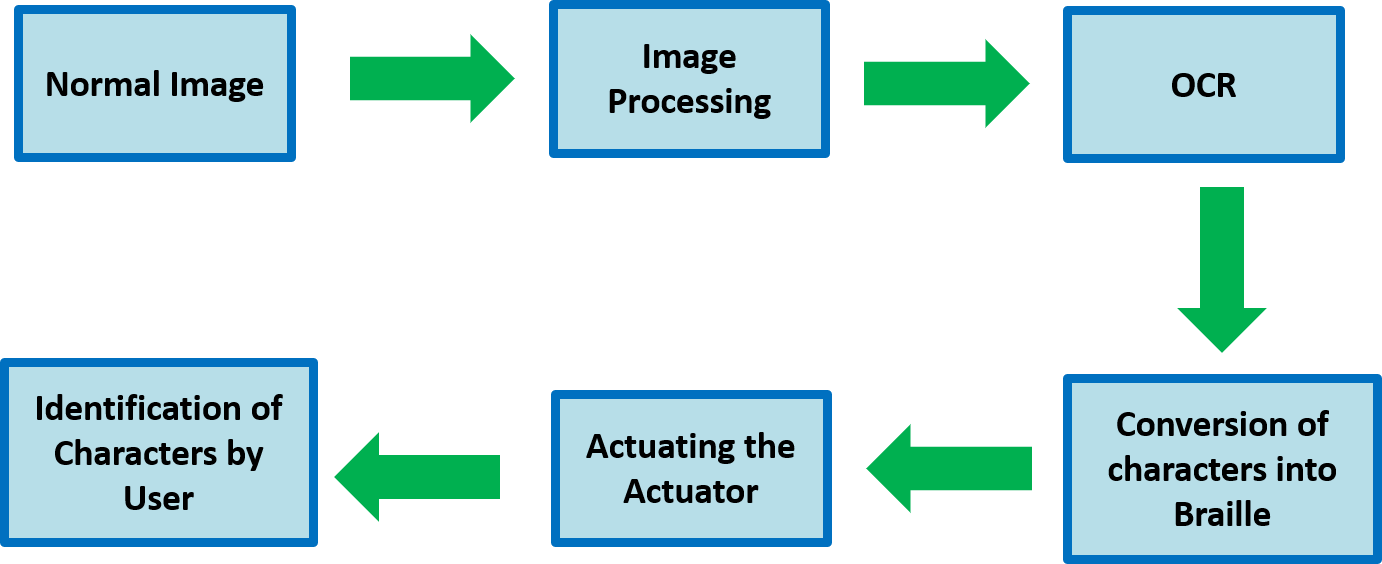 Normal Image
Image
Processing
OCR
Conversion of
characters into
Braille
Actuating the
Actuator
Identification of
Characters by
User